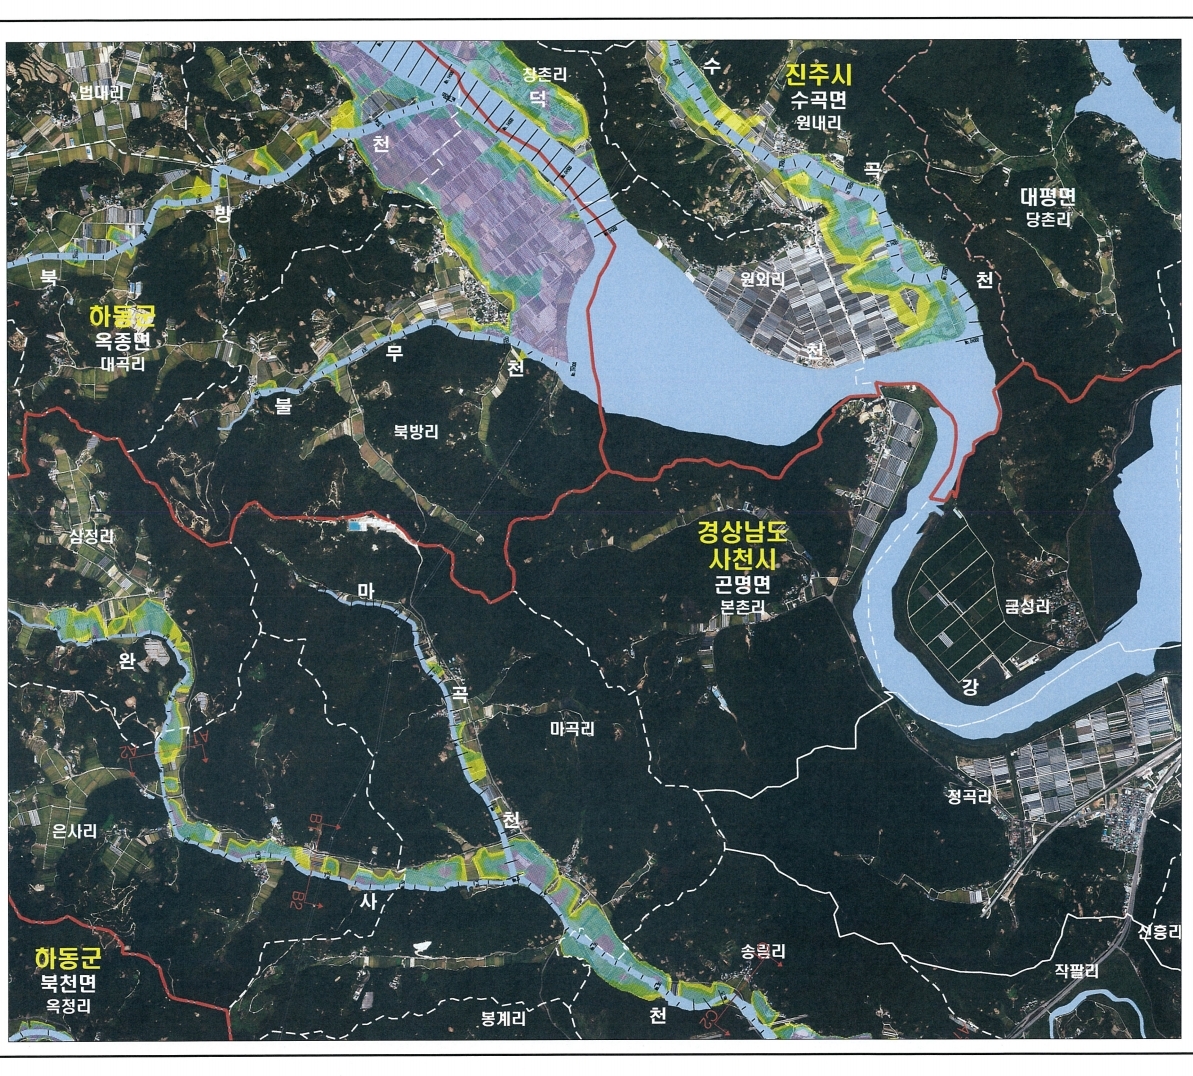 장촌리
덕
수
진주시
수곡면
원내리
법대리
천
곡
대평면
당촌리
방
북
원외리
천
하동군
옥종면
대곡리
천
무
천
불
북방리
삼정리
경상남도
사천시
곤명면
본촌리
마
금성리
완
곡
강
마곡리
정곡리
은사리
천
B1
A1
A2
B2
사
하동군
북천면
옥정리
송림리
신흥리
작팔리
봉계리
천
C2